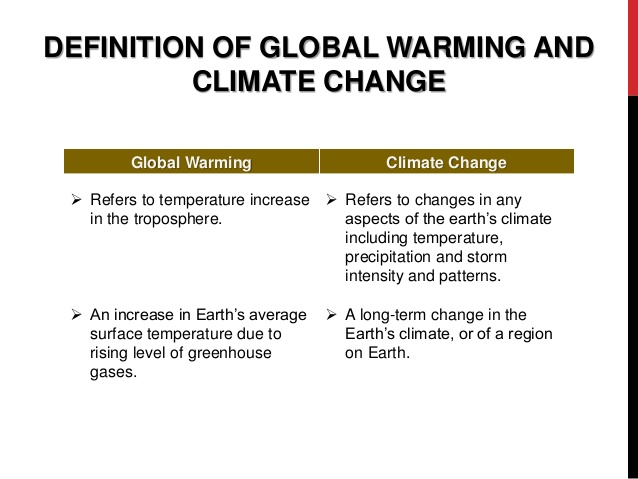 DEFINITION OF GLOBAL WARMING AND
CLIMATE CHANGE
Global Warming
Climate Change
➢ Refers to temperature increase
in the troposphere.
➢ An increase in Earth's average
surface temperature due to
rising level of greenhouse
gases.
➢ Refers to changes in any
aspects of the earth's climate
including temperature,
precipitation and storm
intensity and patterns.
➢ A long-term change in the
Earth's climate, or of a region
on Earth.